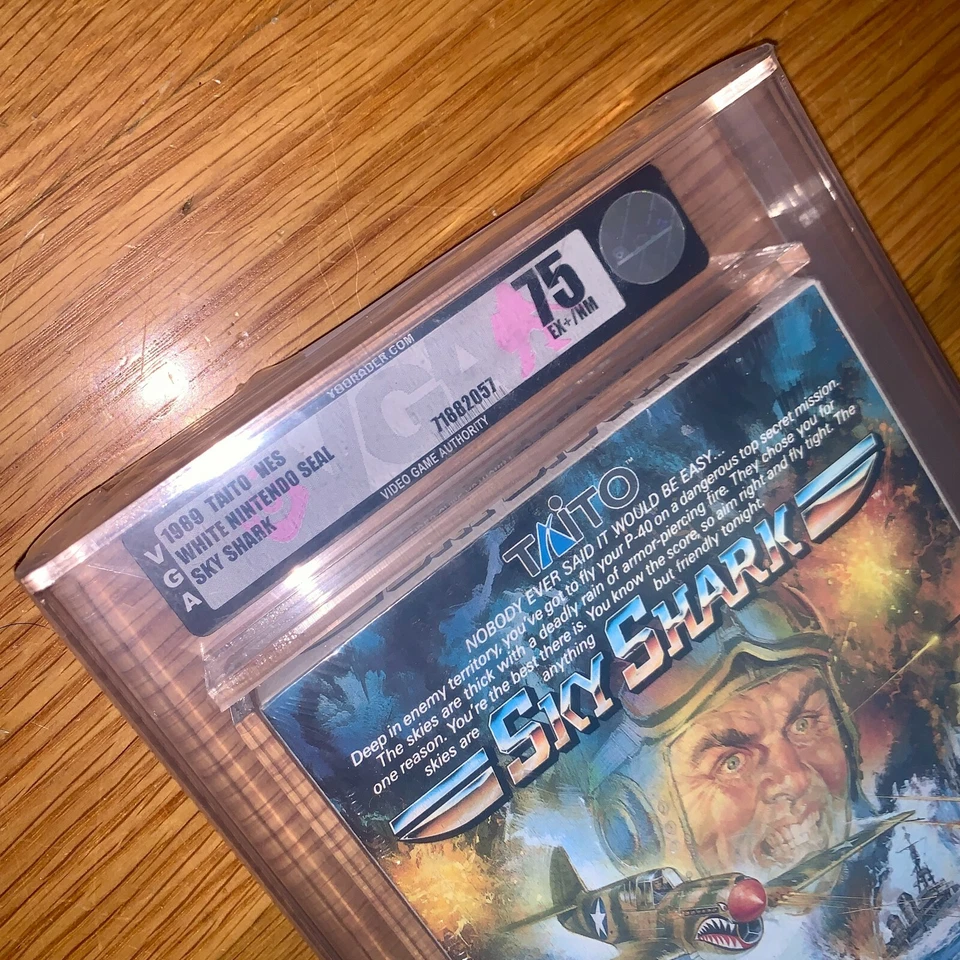 VGA
1989 TAITO NES
WHITE NINTENDO SEAL
SKY SHARK
VGGRADER.COM
VGA
71882057
VIDEO GAME AUTHORITY
75
EX+/NM
TAITO
NOBODY EVER SAID IT WOULD BE EASY...
Deep in enemy territory, you've got to fly your P-40 on a dangerous top secret mission.
The skies are thick with a deadly rain of armor-piercing fire. They chose you for
one reason. You're the best there is. You know the score, so aim right and fly tight. The
skies are anything but friendly tonight.
SKY SHARK